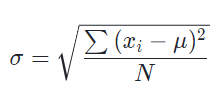 σ = √(∑ (xᵢ − μ)² / N)